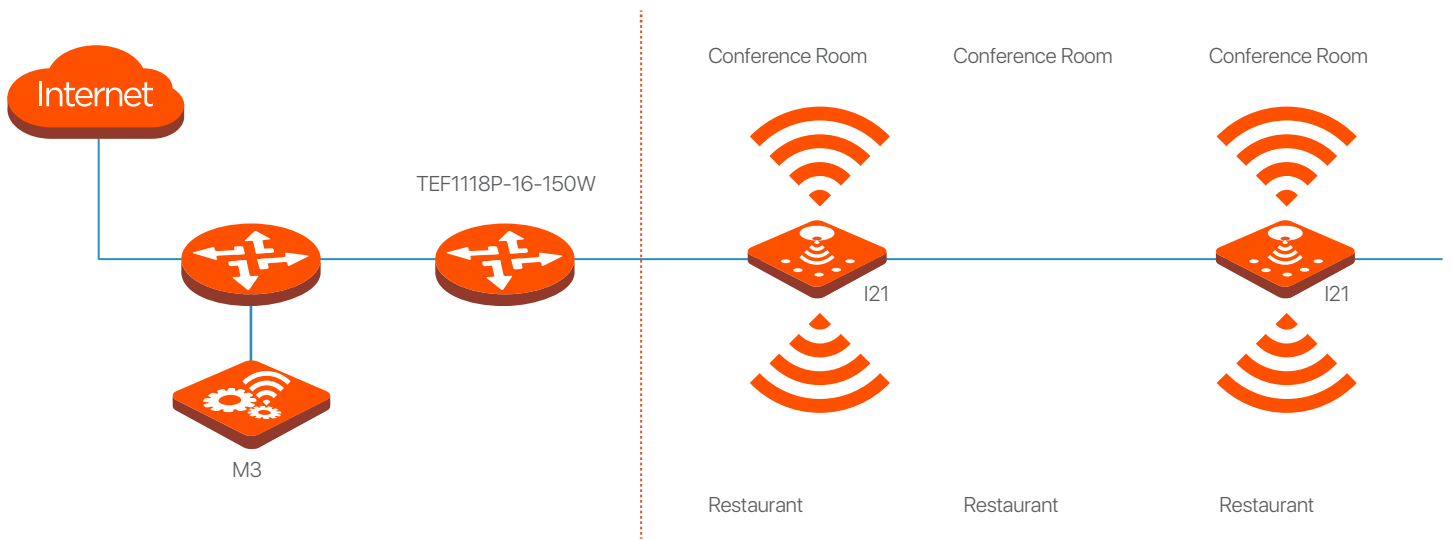 Conference Room
Conference Room
Conference Room
Internet
TEF1118P-16-150W
I21
I21
M3
Restaurant
Restaurant
Restaurant